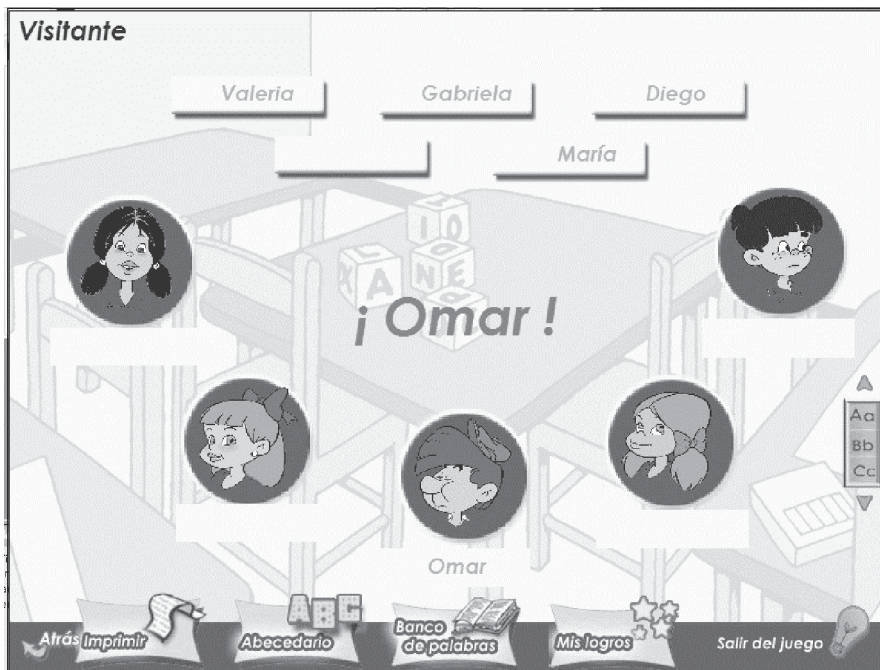 Visitante
Valeria
Gabriela
Diego
María
¡ Omar !
Omar
Aa
Bb
Cc
Atrás
Imprimir
ABC
Abecedario
Banco
de palabras
Mis logros
Salir del juego